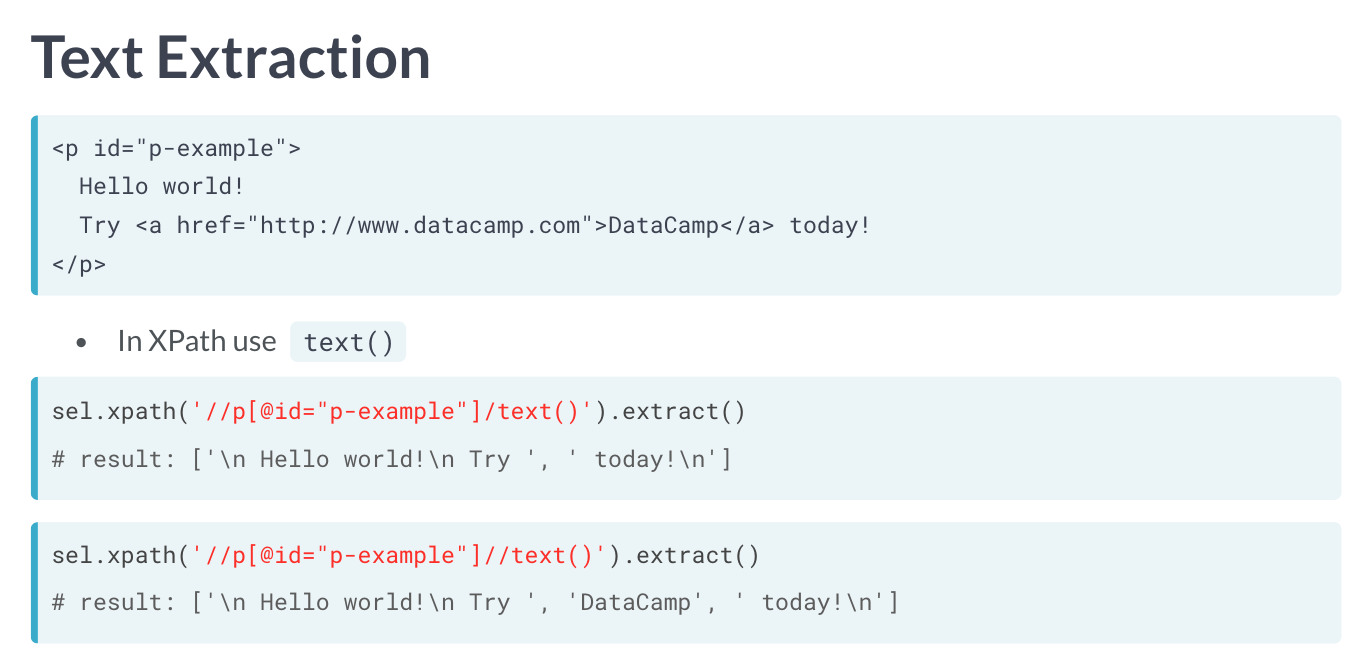 Text Extraction
<p id="p-example">
  Hello world!
  Try <a href="http://www.datacamp.com">DataCamp</a> today!
</p>
• In XPath use text()
sel.xpath('//p[@id="p-example"]/text()').extract()
# result: ['\n Hello world!\n Try ', ' today!\n']
sel.xpath('//p[@id="p-example"]//text()').extract()
# result: ['\n Hello world!\n Try ', 'DataCamp', ' today!\n']